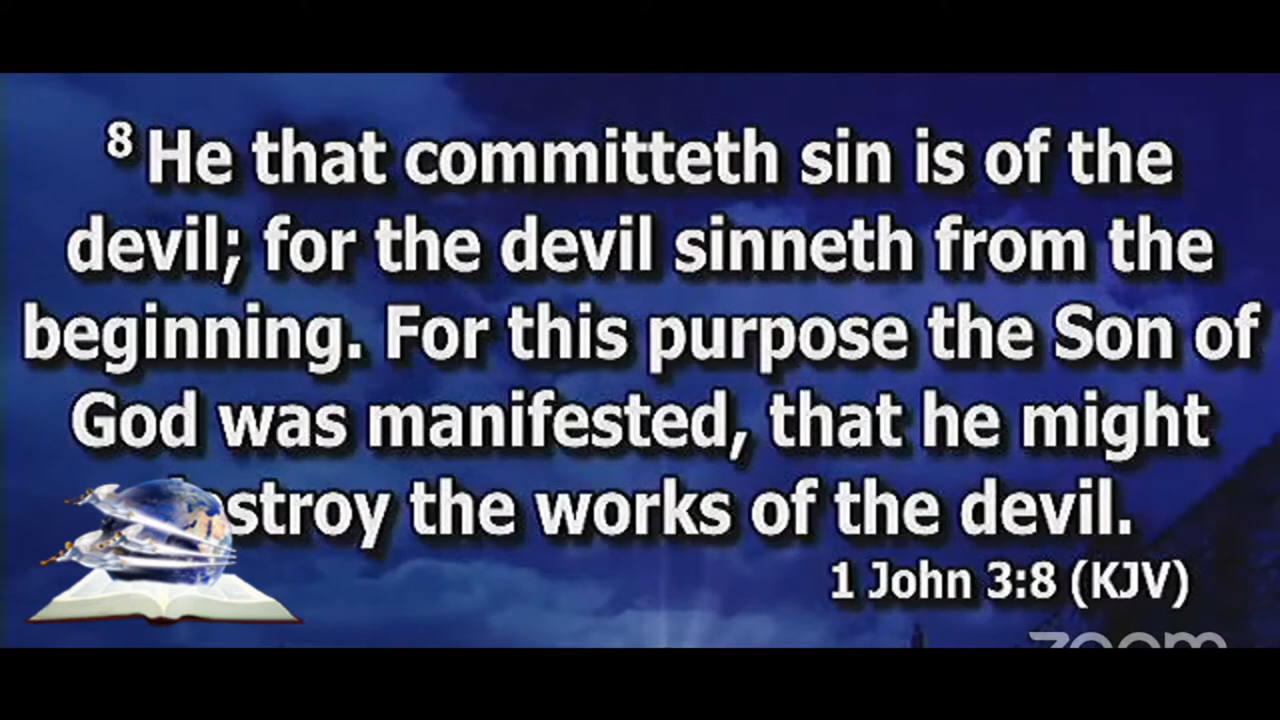 8 He that committeth sin is of the
devil; for the devil sinneth from the
beginning. For this purpose the Son of
God was manifested, that he might
the works of the devil.
1 John 3:8 (KJV)
zoom